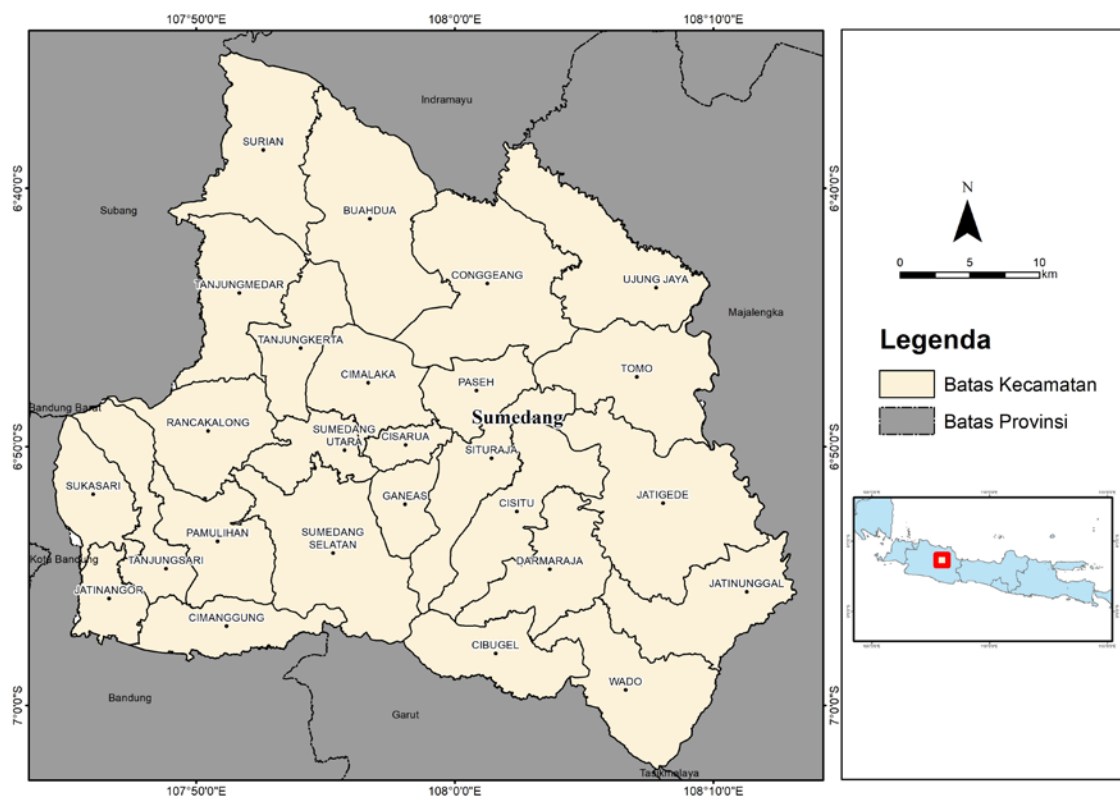 107°50'0"E
108°0'0"E
108°10'0"E
Indramayu
SURIAN
6°40'0"S
6°40'0"S
Subang
BUAHDUA
N
CONGGEANG
UJUNG JAYA
0
5
10
km
TANJUNGMEDAR
Majalengka
TANJUNGKERTA
Legenda
CIMALAKA
PASEH
TOMO
Batas Kecamatan
Bandung Barat
Sumedang
Batas Provinsi
RANCAKALONG
SUMEDANG
UTARA
CISARUA
6°50'0"S
6°50'0"S
SITURAJA
SUKASARI
GANEAS
CISITU
JATIGEDE
PAMULIHAN
SUMEDANG
SELATAN
Kota Bandung
TANJUNGSARI
DARMARAJA
JATINANGOR
JATINUNGGAL
CIMANGGUNG
CIBUGEL
WADO
Bandung
7°0'0"S
Garut
7°0'0"S
Tasikmalaya
107°50'0"E
108°0'0"E
108°10'0"E